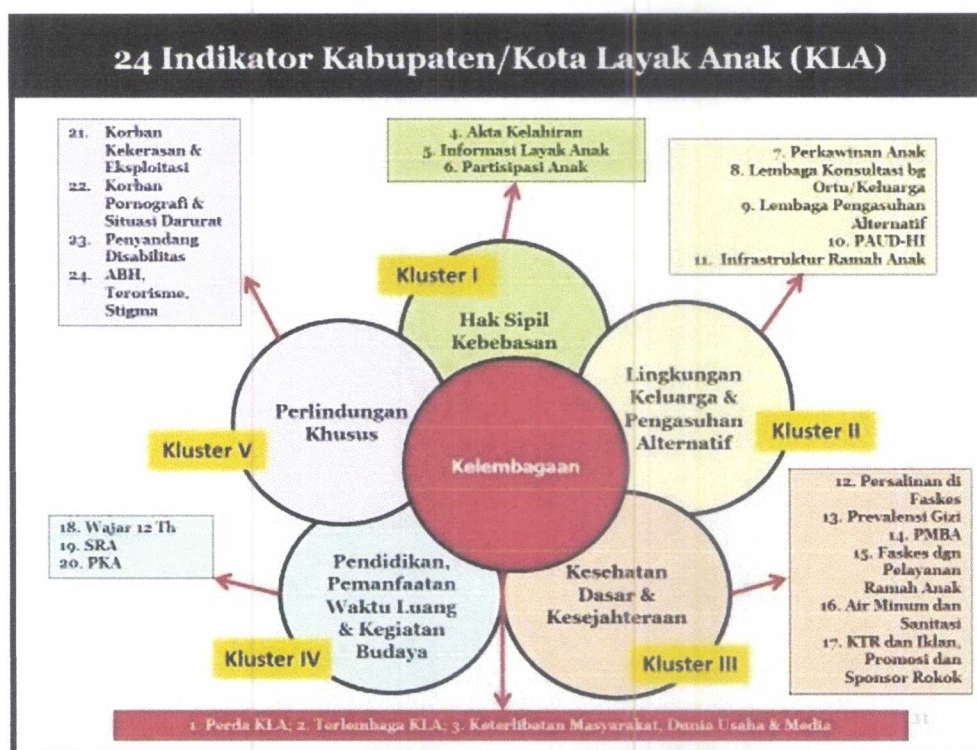 24 Indikator Kabupaten/Kota Layak Anak (KLA)
21. Korban
Kekerasan &
Eksploitasi
22. Korban
Pornografi &
Situasi Darurat
23. Penyandang
Disabilitas
24. ABH,
Terorisme,
Stigma
4. Akta Kelahiran
5. Informasi Layak Anak
6. Partisipasi Anak
7. Perkawinan Anak
8. Lembaga Konsultasi bg
Ortu/Keluarga
9. Lembaga Pengasuhan
Alternatif
10. PAUD-HI
11. Infrastruktur Ramah Anak
Kluster I
Hak Sipil
Kebebasan
Lingkungan
Keluarga &
Pengasuhan
Alternatif
Kluster II
Perlindungan
Khusus
Kluster V
Kelembagaan
12. Persalinan di
Faskes
13. Prevalensi Gizi
14. PMBA
15. Faskes dgn
Pelayanan
Ramah Anak
16. Air Minum dan
Sanitasi
17. KTR dan Iklan,
Promosi dan
Sponsor Rokok
18. Wajar 12 Th
19. SRA
20. PKA
Pendidikan,
Pemanfaatan
Waktu Luang
& Kegiatan
Budaya
Kluster IV
Kesehatan
Dasar &
Kesejahteraan
Kluster III
1. Perda KLA; 2. Terlembaga KLA; 3. Keterlibatan Masyarakat, Dunia Usaha & Media
31